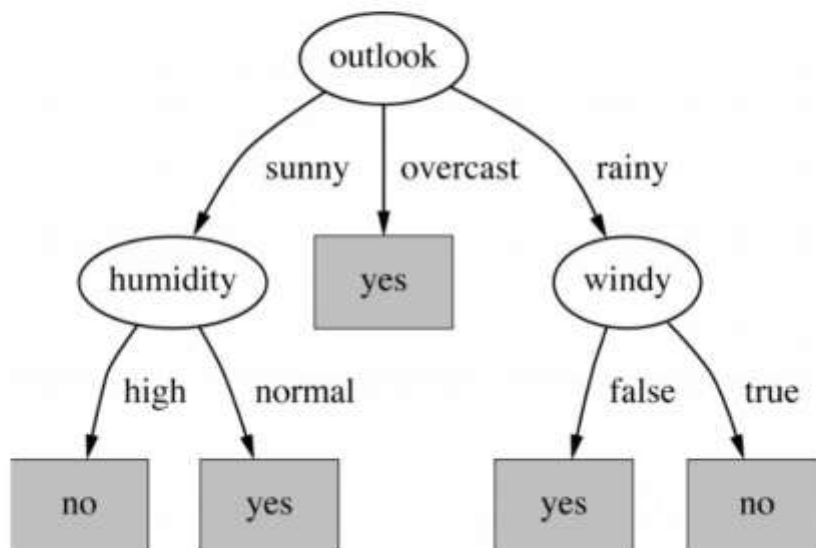 outlook
sunny overcast rainy
humidity yes windy
high normal false true
no yes yes no